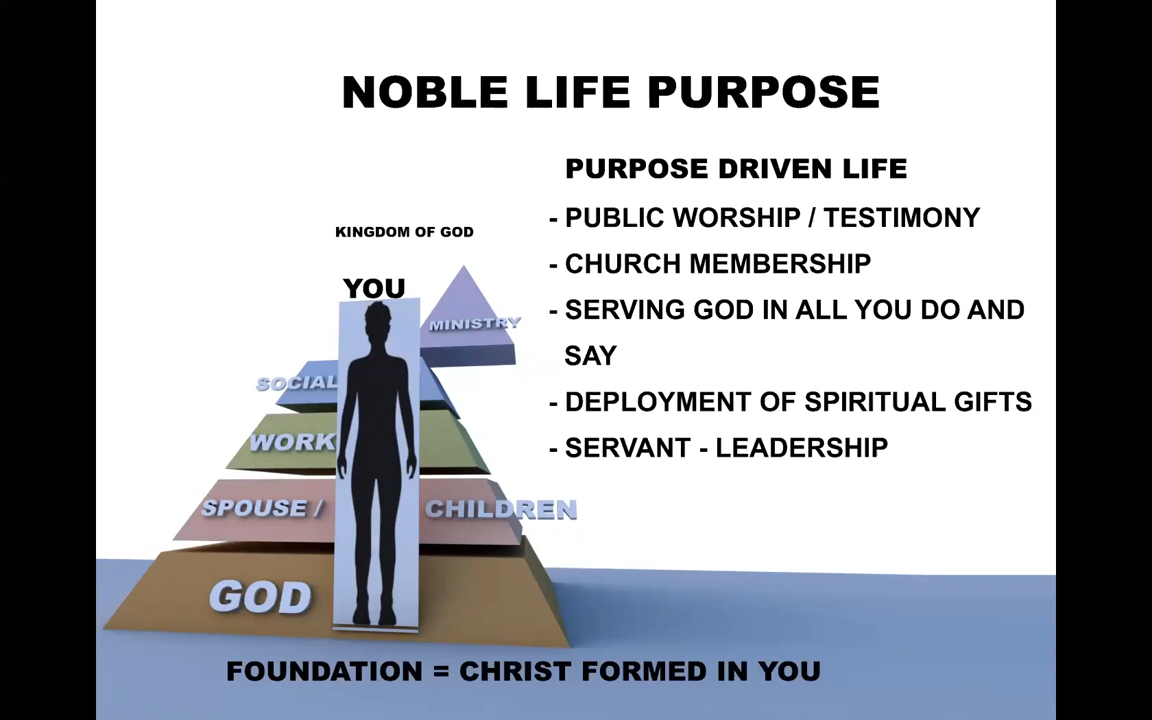 NOBLE LIFE PURPOSE
PURPOSE DRIVEN LIFE
- PUBLIC WORSHIP / TESTIMONY
- CHURCH MEMBERSHIP
- SERVING GOD IN ALL YOU DO AND
SAY
- DEPLOYMENT OF SPIRITUAL GIFTS
- SERVANT - LEADERSHIP
KINGDOM OF GOD
YOU
MINISTRY
SOCIAL
WORK
SPOUSE / CHILDREN
GOD
FOUNDATION = CHRIST FORMED IN YOU